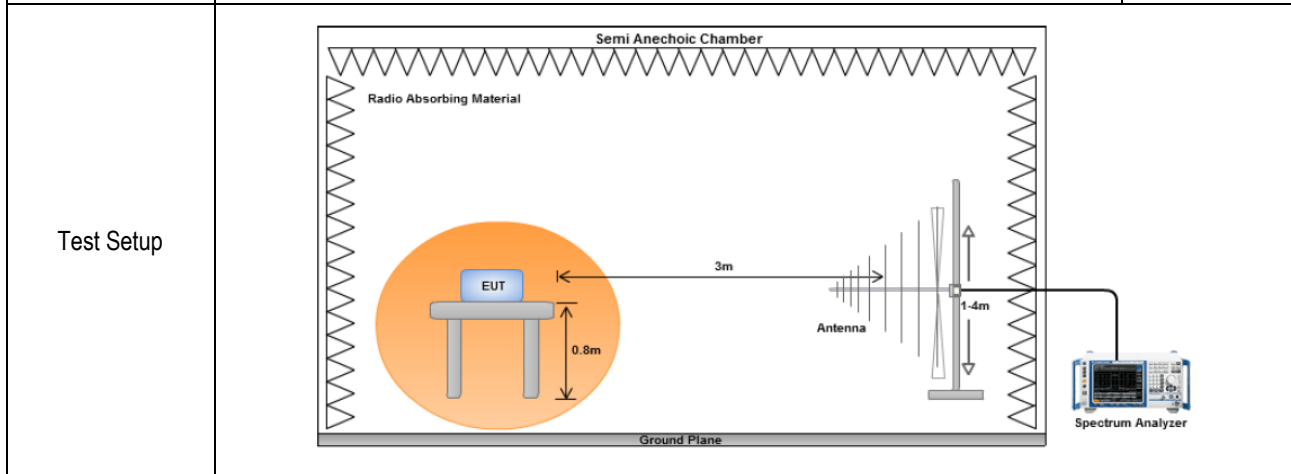 Test Setup
Semi Anechoic Chamber
Radio Absorbing Material
3m
EUT
1-4m
Antenna
0.8m
Spectrum Analyzer
Ground Plane